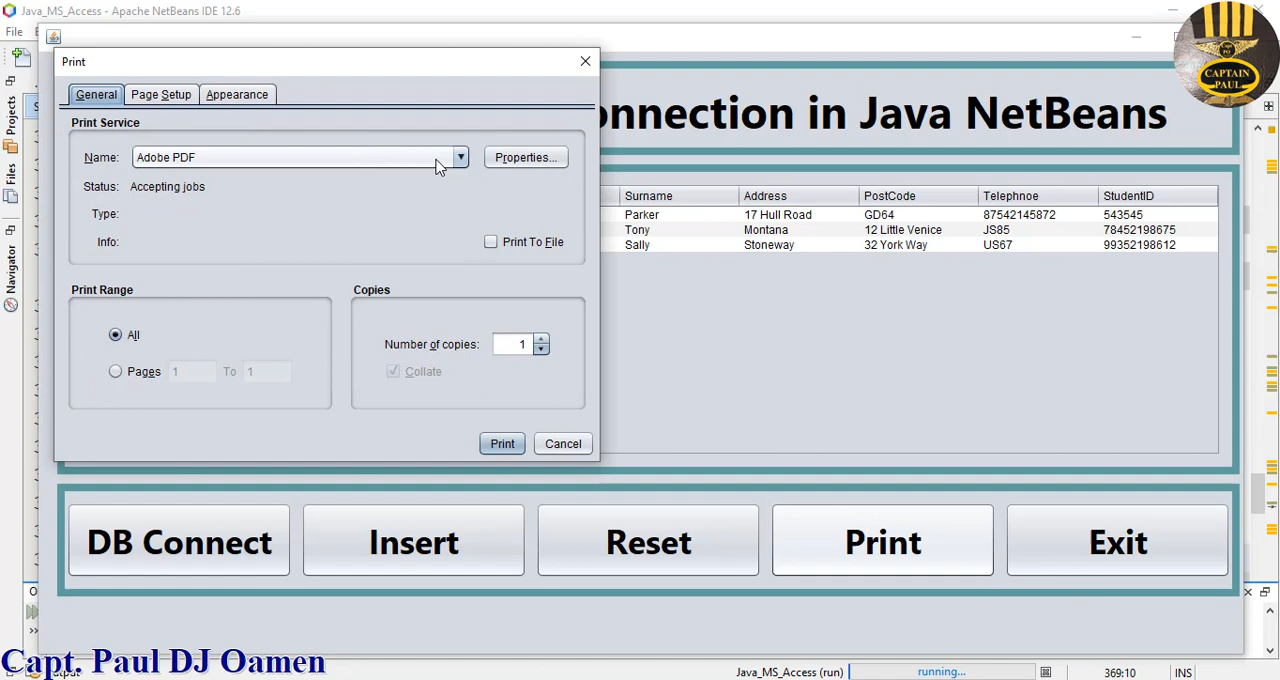 Java_MS_Access - Apache NetBeans IDE 12.6
File
Print
General Page Setup Appearance
Print Service
Name: Adobe PDF Properties...
Status: Accepting jobs
Type:
Info: Print To File
Print Range
All
Pages 1 To 1
Copies
Number of copies: 1
Collate
Print Cancel
onnection in Java NetBeans
CAPTAIN
PAUL
Surname Address PostCode Telephnoe StudentID
Parker 17 Hull Road GD64 87542145872 543545
Tony Montana 12 Little Venice JS85 78452198675
Sally Stoneway 32 York Way US67 99352198612
Projects
Files
Navigator
DB Connect Insert Reset Print Exit
Capt. Paul DJ Oamen
Java_MS_Access (run) running... 369:10 INS